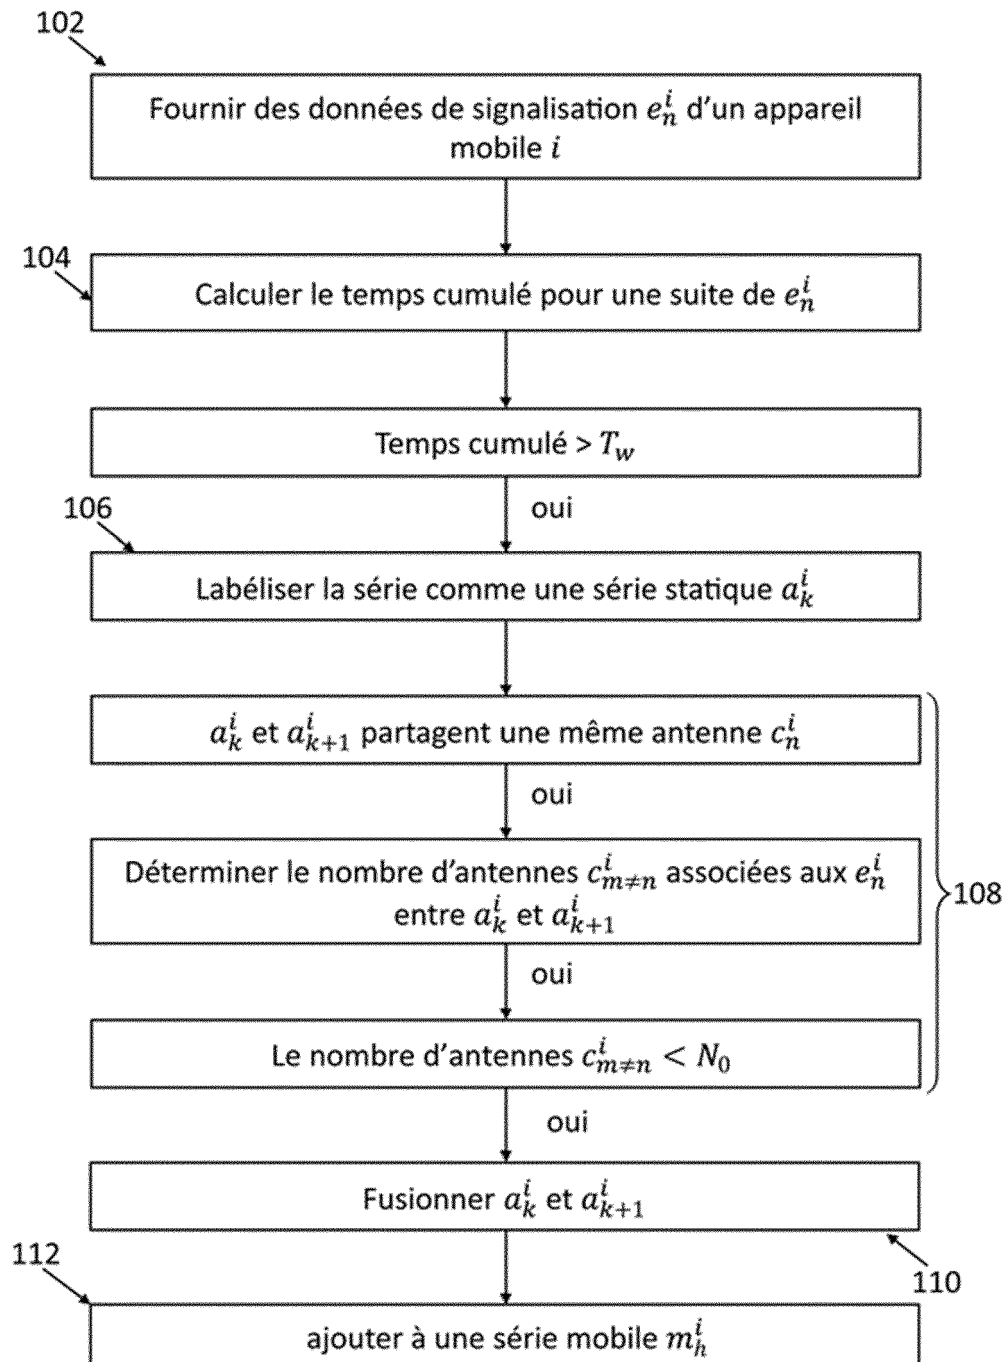 102
Fournir des données de signalisation $e_n^i$ d'un appareil
mobile $i$
104
Calculer le temps cumulé pour une suite de $e_n^i$
Temps cumulé > $T_w$
oui
106
Labéliser la série comme une série statique $a_k^i$
$a_k^i$ et $a_{k+1}^i$ partagent une même antenne $c_n^i$
oui
Déterminer le nombre d'antennes $c_{m≠n}^i$ associées aux $e_n^i$
entre $a_k^i$ et $a_{k+1}^i$
108
oui
Le nombre d'antennes $c_{m≠n}^i$ < $N_0$
oui
Fusionner $a_k^i$ et $a_{k+1}^i$
110
112
ajouter à une série mobile $m_h^i$